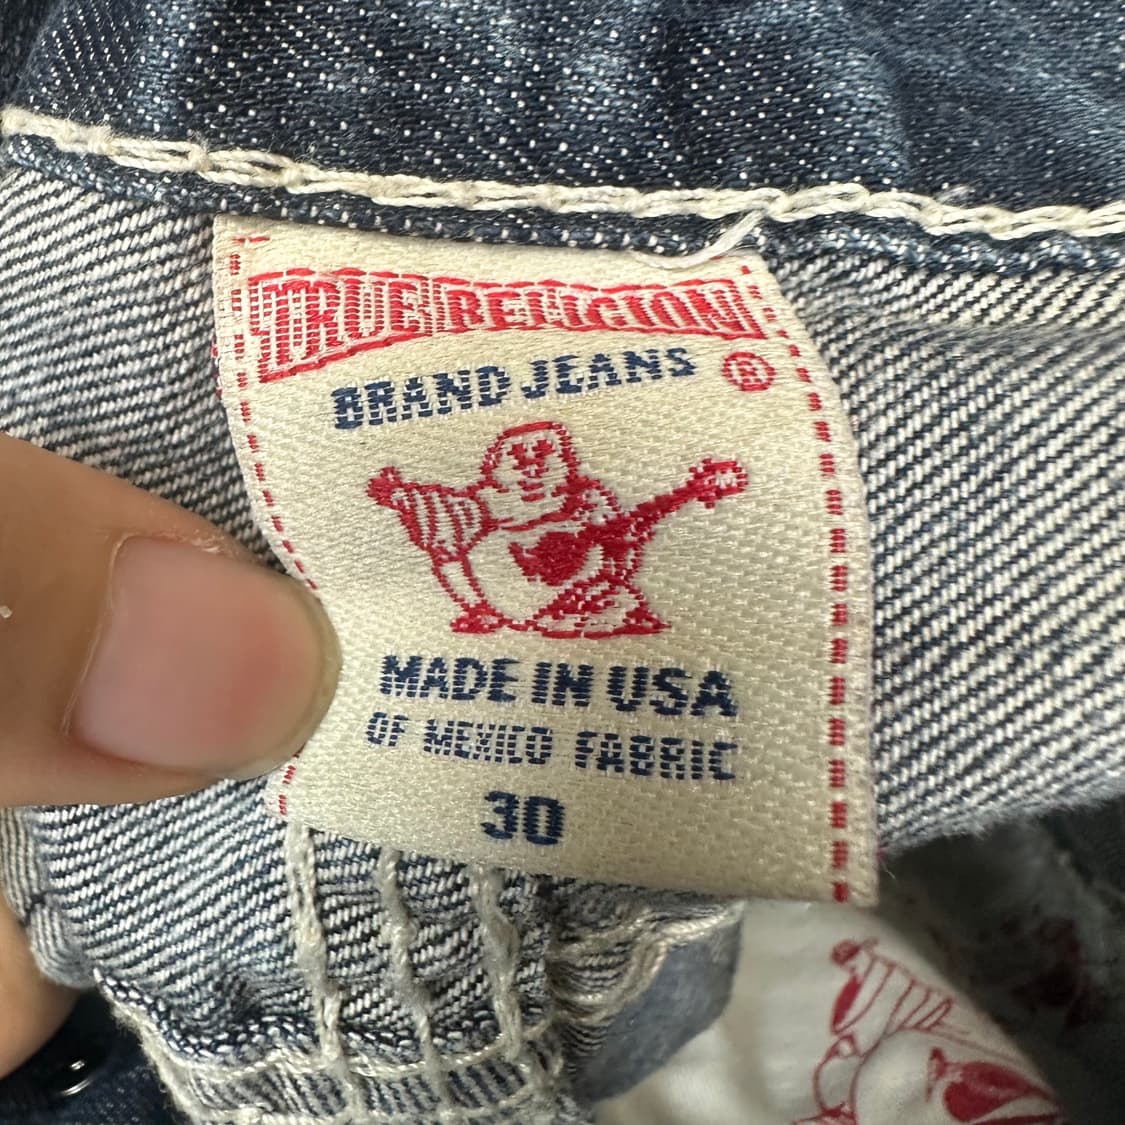 TRUE RELIGION
BRAND JEANS ®
MADE IN USA
OF MEXICO FABRIC
30